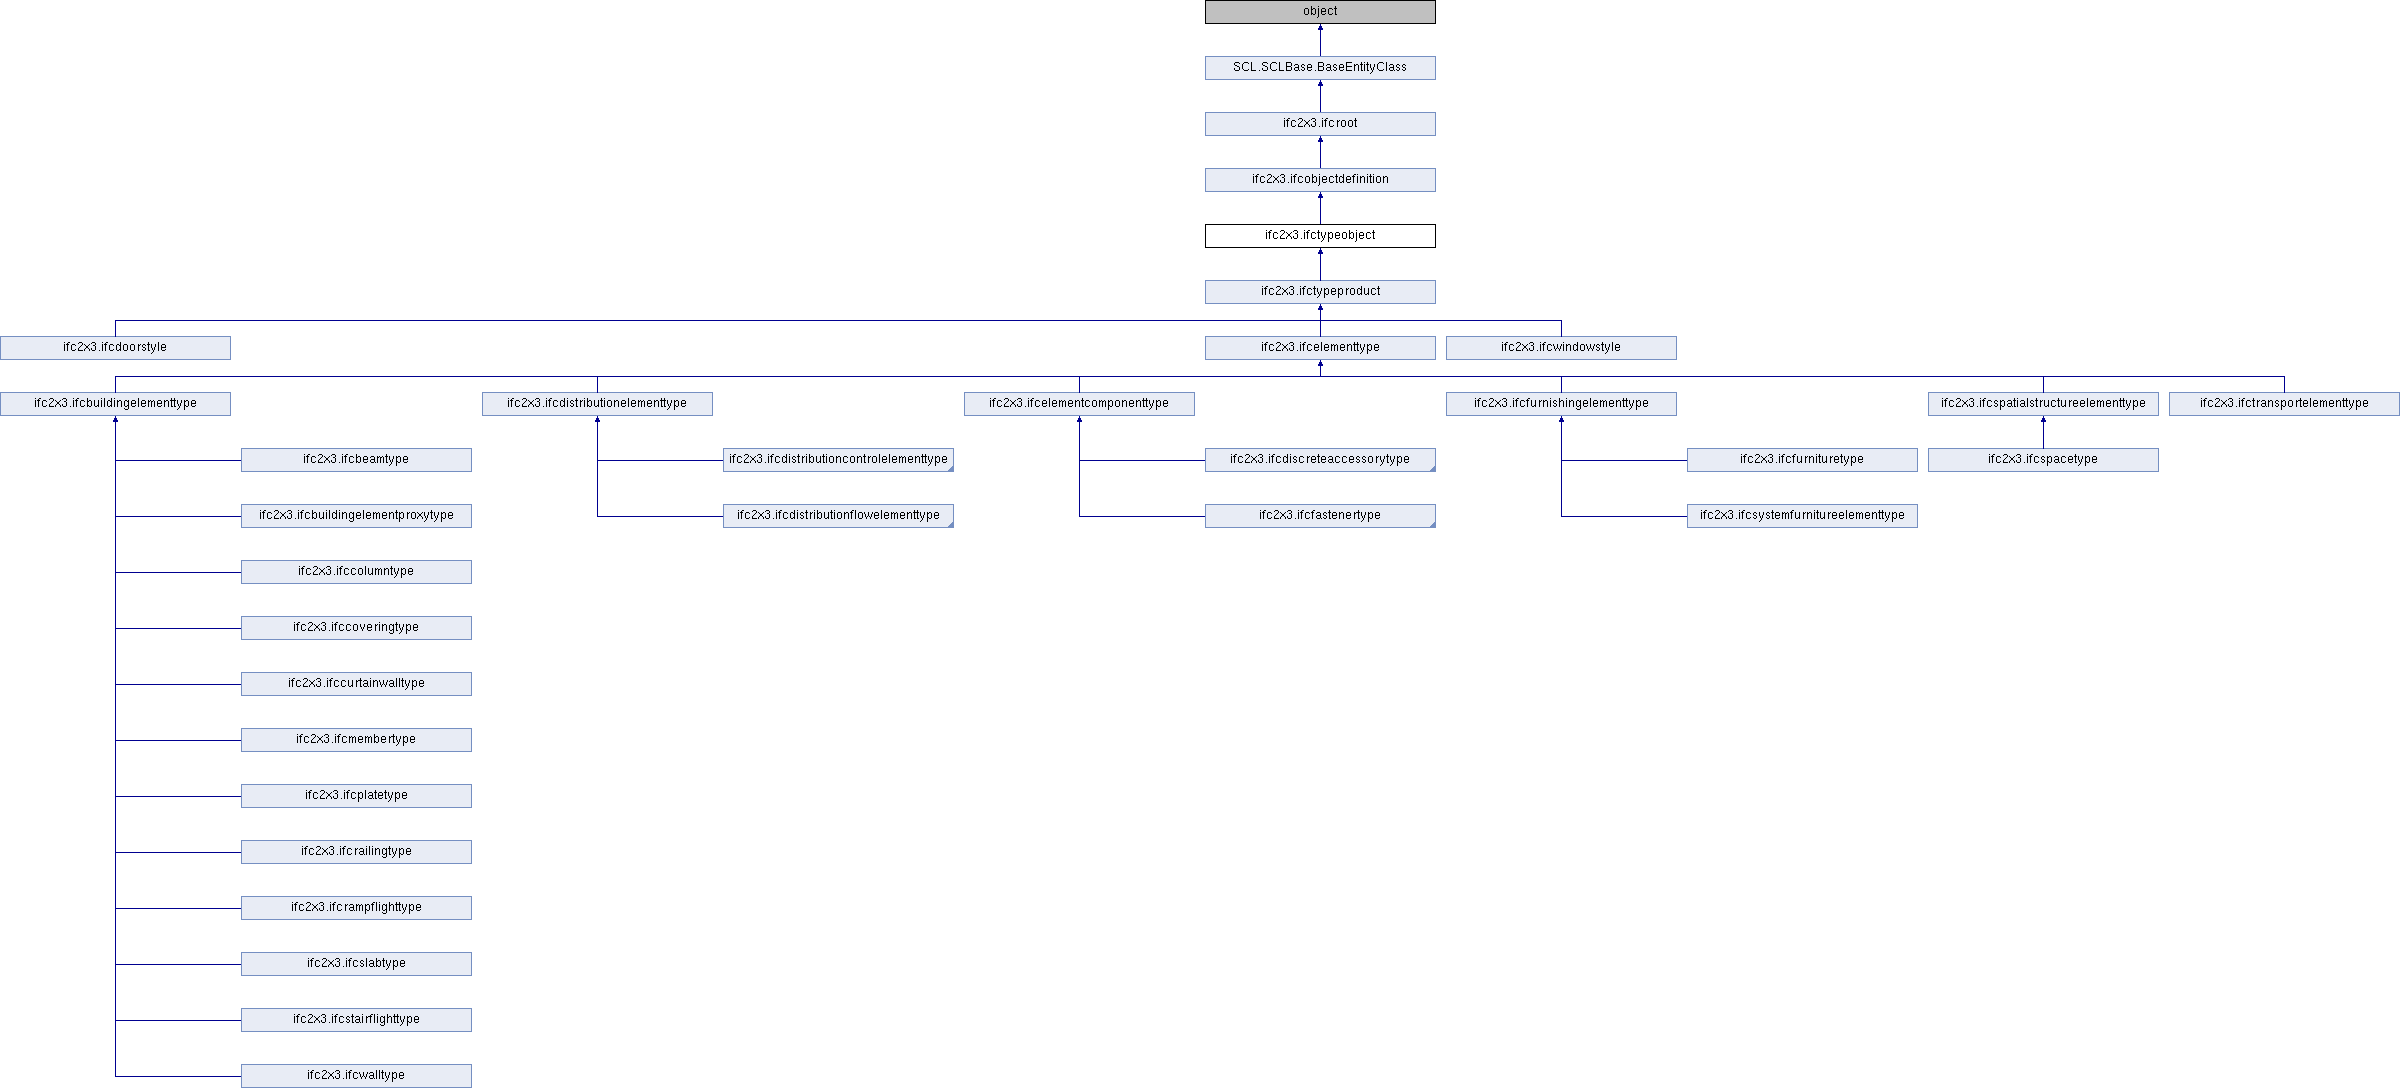 object
SCL.SCLBase.BaseEntityClass
ifc2x3.ifcroot
ifc2x3.ifcobjectdefinition
ifc2x3.ifctypeobject
ifc2x3.ifctypeproduct
ifc2x3.ifcdoorstyle
ifc2x3.ifcelementtype
ifc2x3.ifcwindowstyle
ifc2x3.ifcbuildingelementtype
ifc2x3.ifcdistributionelementtype
ifc2x3.ifcelementcomponenttype
ifc2x3.ifcfurnishingelementtype
ifc2x3.ifcspatialstructureelementtype
ifc2x3.ifctransportelementtype
ifc2x3.ifcbeamtype
ifc2x3.ifcdistributioncontrolelementtype
ifc2x3.ifcdiscreteaccessorytype
ifc2x3.ifcfurnituretype
ifc2x3.ifcspacetype
ifc2x3.ifcbuildingelementproxytype
ifc2x3.ifcdistributionflowelementtype
ifc2x3.ifcfastenertype
ifc2x3.ifcsystemfurnitureelementtype
ifc2x3.ifccolumntype
ifc2x3.ifccoveringtype
ifc2x3.ifccurtainwalltype
ifc2x3.ifcmembertype
ifc2x3.ifcplatetype
ifc2x3.ifcrailingtype
ifc2x3.ifcrampflighttype
ifc2x3.ifcslabtype
ifc2x3.ifcstairflighttype
ifc2x3.ifcwalltype